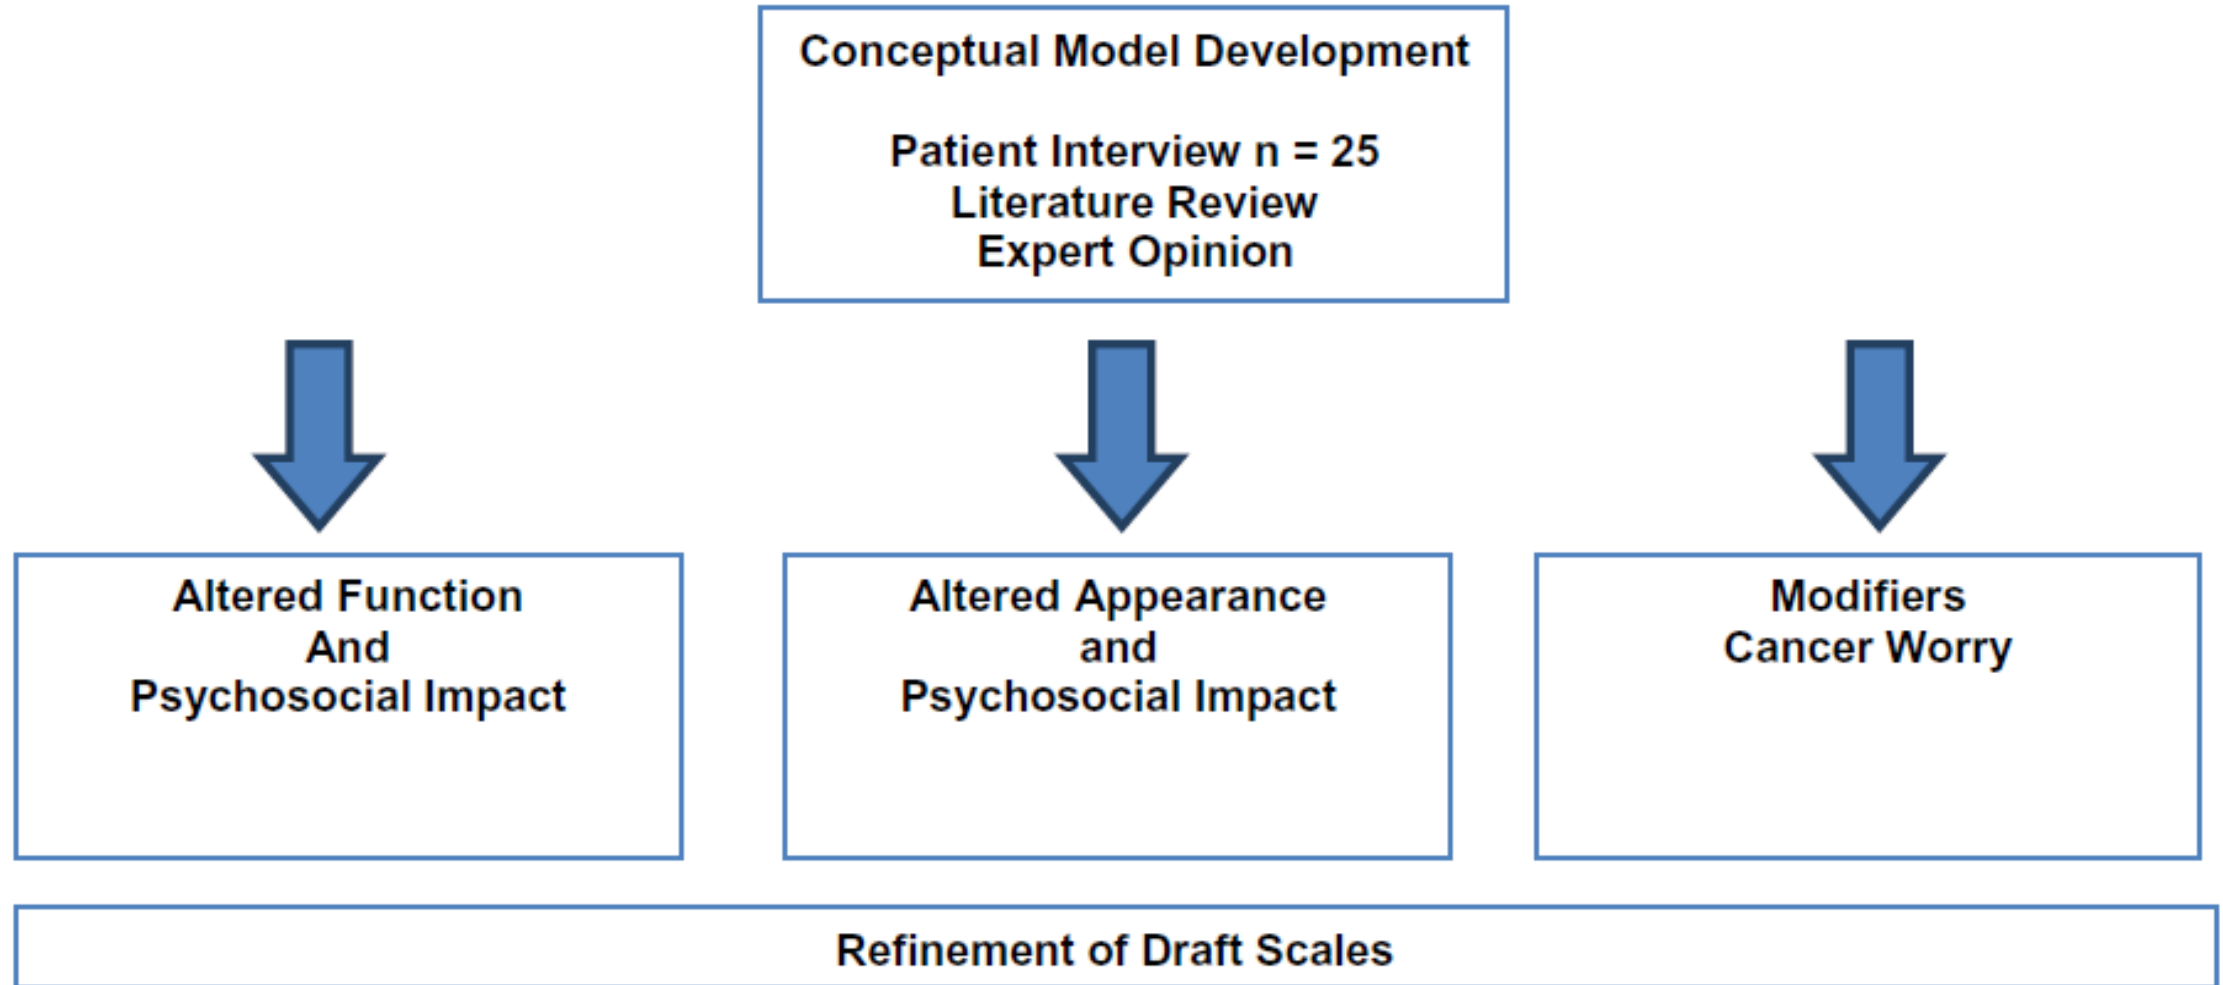 Conceptual Model Development
Patient Interview n = 25
Literature Review
Expert Opinion
Altered Function
And
Psychosocial Impact
Altered Appearance
and
Psychosocial Impact
Modifiers
Cancer Worry
Refinement of Draft Scales